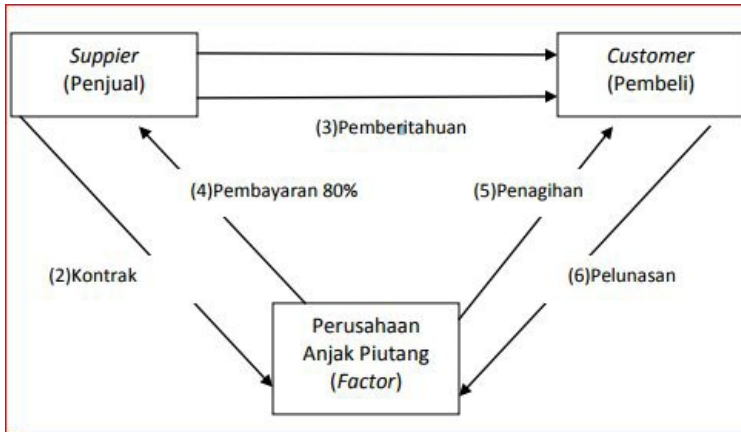 Suppier
(Penjual)
Customer
(Pembeli)
(3)Pemberitahuan
(4)Pembayaran 80%
(5)Penagihan
(2)Kontrak
(6)Pelunasan
Perusahaan
Anjak Piutang
(Factor)